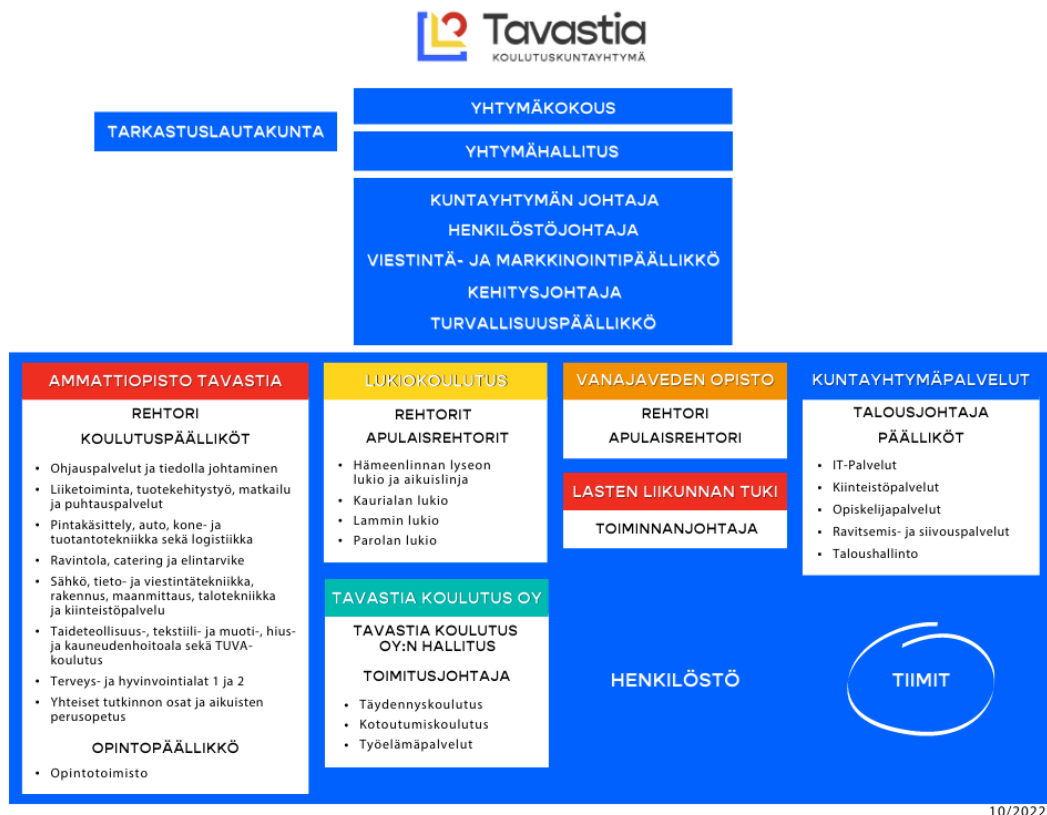 Tavastia
KOULUTUSKUNTAYHTYMÄ
TARKASTUSLAUTAKUNTA
YHTYMÄKOKOUS
YHTYMÄHALLITUS
KUNTAYHTYMÄN JOHTAJA
HENKILÖSTÖJOHTAJA
VIESTINTÄ- JA MARKKINOINTIPÄÄLLIKKÖ
KEHITYSJOHTAJA
TURVALLISUUSPÄÄLLIKKÖ
AMMATTIOPISTO TAVASTIA
REHTORI
KOULUTUSPÄÄLLIKÖT
• Ohjauspalvelut ja tiedolla johtaminen
• Liiketoiminta, tuotekehitystyö, matkailu
ja puhtauspalvelut
• Pintakäsittely, auto, kone- ja
tuotantotekniikka sekä logistiikka
• Ravintola, catering ja elintarvike
• Sähkö, tieto- ja viestintätekniikka,
rakennus, maanmittaus, talotekniikka
ja kiinteistöpalvelu
• Taideteollisuus-, tekstiili- ja muoti-, hius-
ja kauneudenhoitoala sekä TUVA-
koulutus
• Terveys- ja hyvinvointialat 1 ja 2
• Yhteiset tutkinnon osat ja aikuisten
perusopetus
OPINTOPÄÄLLIKKÖ
• Opintotoimisto
LUKIOKOULUTUS
REHTORIT
APULAISREHTORIT
• Hämeenlinnan lyseon
lukio ja aikuislinja
• Kaurialan lukio
• Lammin lukio
• Parolan lukio
TAVASTIA KOULUTUS OY
TAVASTIA KOULUTUS
OY:N HALLITUS
TOIMITUSJOHTAJA
• Täydennyskoulutus
• Kotoutumiskoulutus
• Työelämäpalvelut
VANAJAVEDEN OPISTO
REHTORI
APULAISREHTORI
LASTEN LIIKUNNAN TUKI
TOIMINNANJOHTAJA
KUNTAYHTYMÄPALVELUT
TALOUSJOHTAJA
PÄÄLLIKÖT
• IT-Palvelut
• Kiinteistöpalvelut
• Opiskelijapalvelut
• Ravitsemis- ja siivouspalvelut
• Taloushallinto
HENKILÖSTÖ
TIIMIT
10/2022